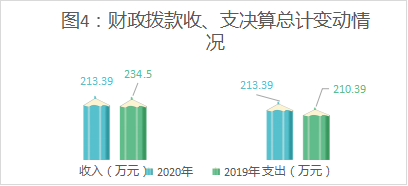 图4：财政拨款收、支决算总计变动情
况
213.39
234.5
213.39
210.39
收入（万元）
支出（万元）
2020年
2019年